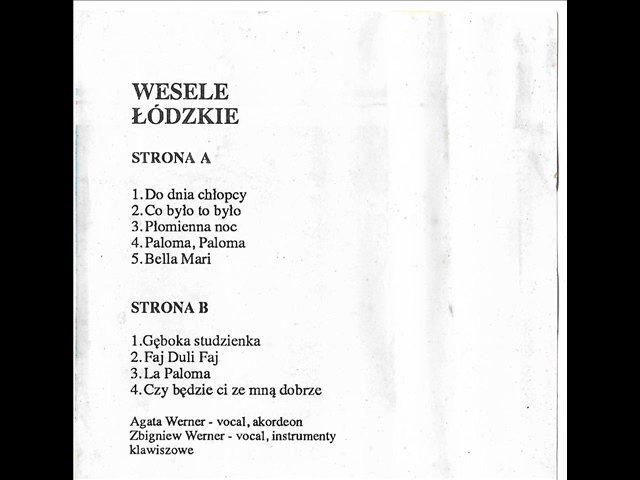 WESELE
ŁÓDZKIE
STRONA A
1.Do dnia chłopcy
2.Co było to było
3.Płomienna noc
4.Paloma, Paloma
5.Bella Mari
STRONA B
1.Gęboka studzienka
2.Faj Duli Faj
3.La Paloma
4.Czy będzie ci ze mną dobrze
Agata Werner - vocal, akordeon
Zbigniew Werner - vocal, instrumenty
klawiszowe